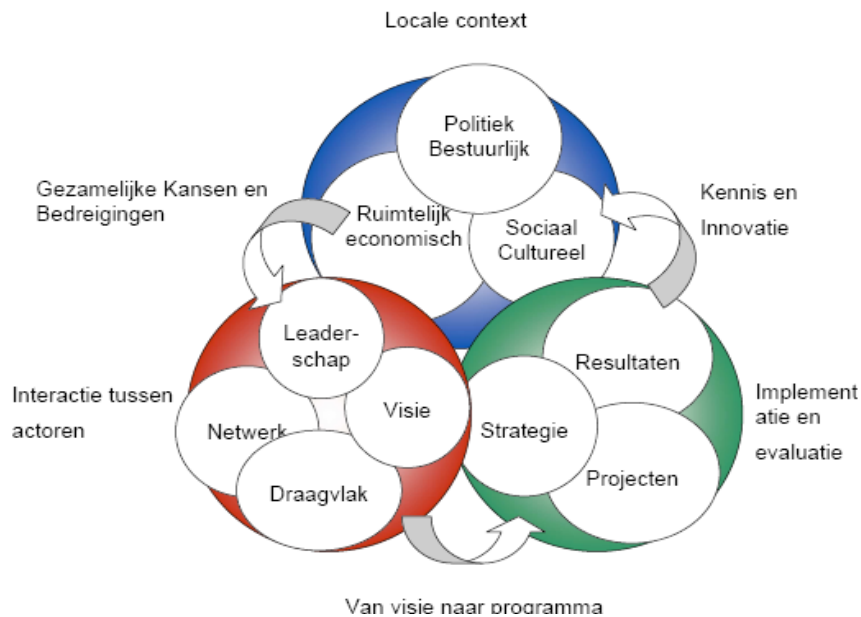 Locale context
Politiek
Bestuurlijk
Gezamelijke Kansen en
Bedreigingen
Ruimtelijk
economisch
Sociaal
Cultureel
Kennis en
Innovatie
Leader-
schap
Visie
Netwerk
Draagvlak
Interactie tussen
actoren
Resultaten
Strategie
Projecten
Implement
atie en
evaluatie
Van visie naar programma